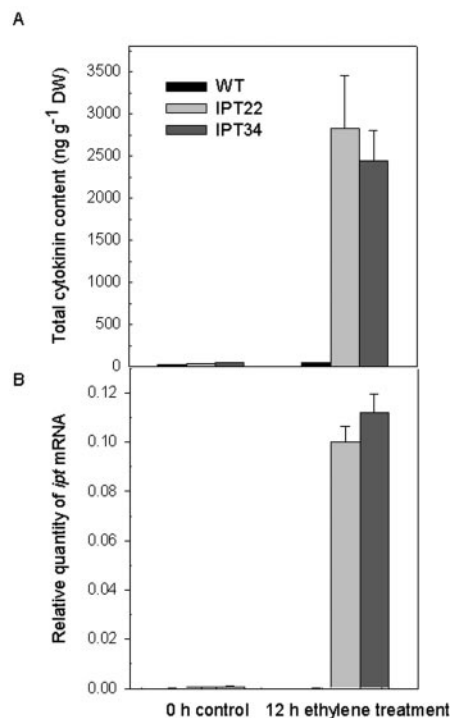 A
Total cytokinin content (ng g⁻¹ DW)
3500
3000
2500
2000
1500
1000
500
0
WT
IPT22
IPT34
B
Relative quantity of ipt mRNA
0.12
0.10
0.08
0.06
0.04
0.02
0.00
0 h control
12 h ethylene treatment